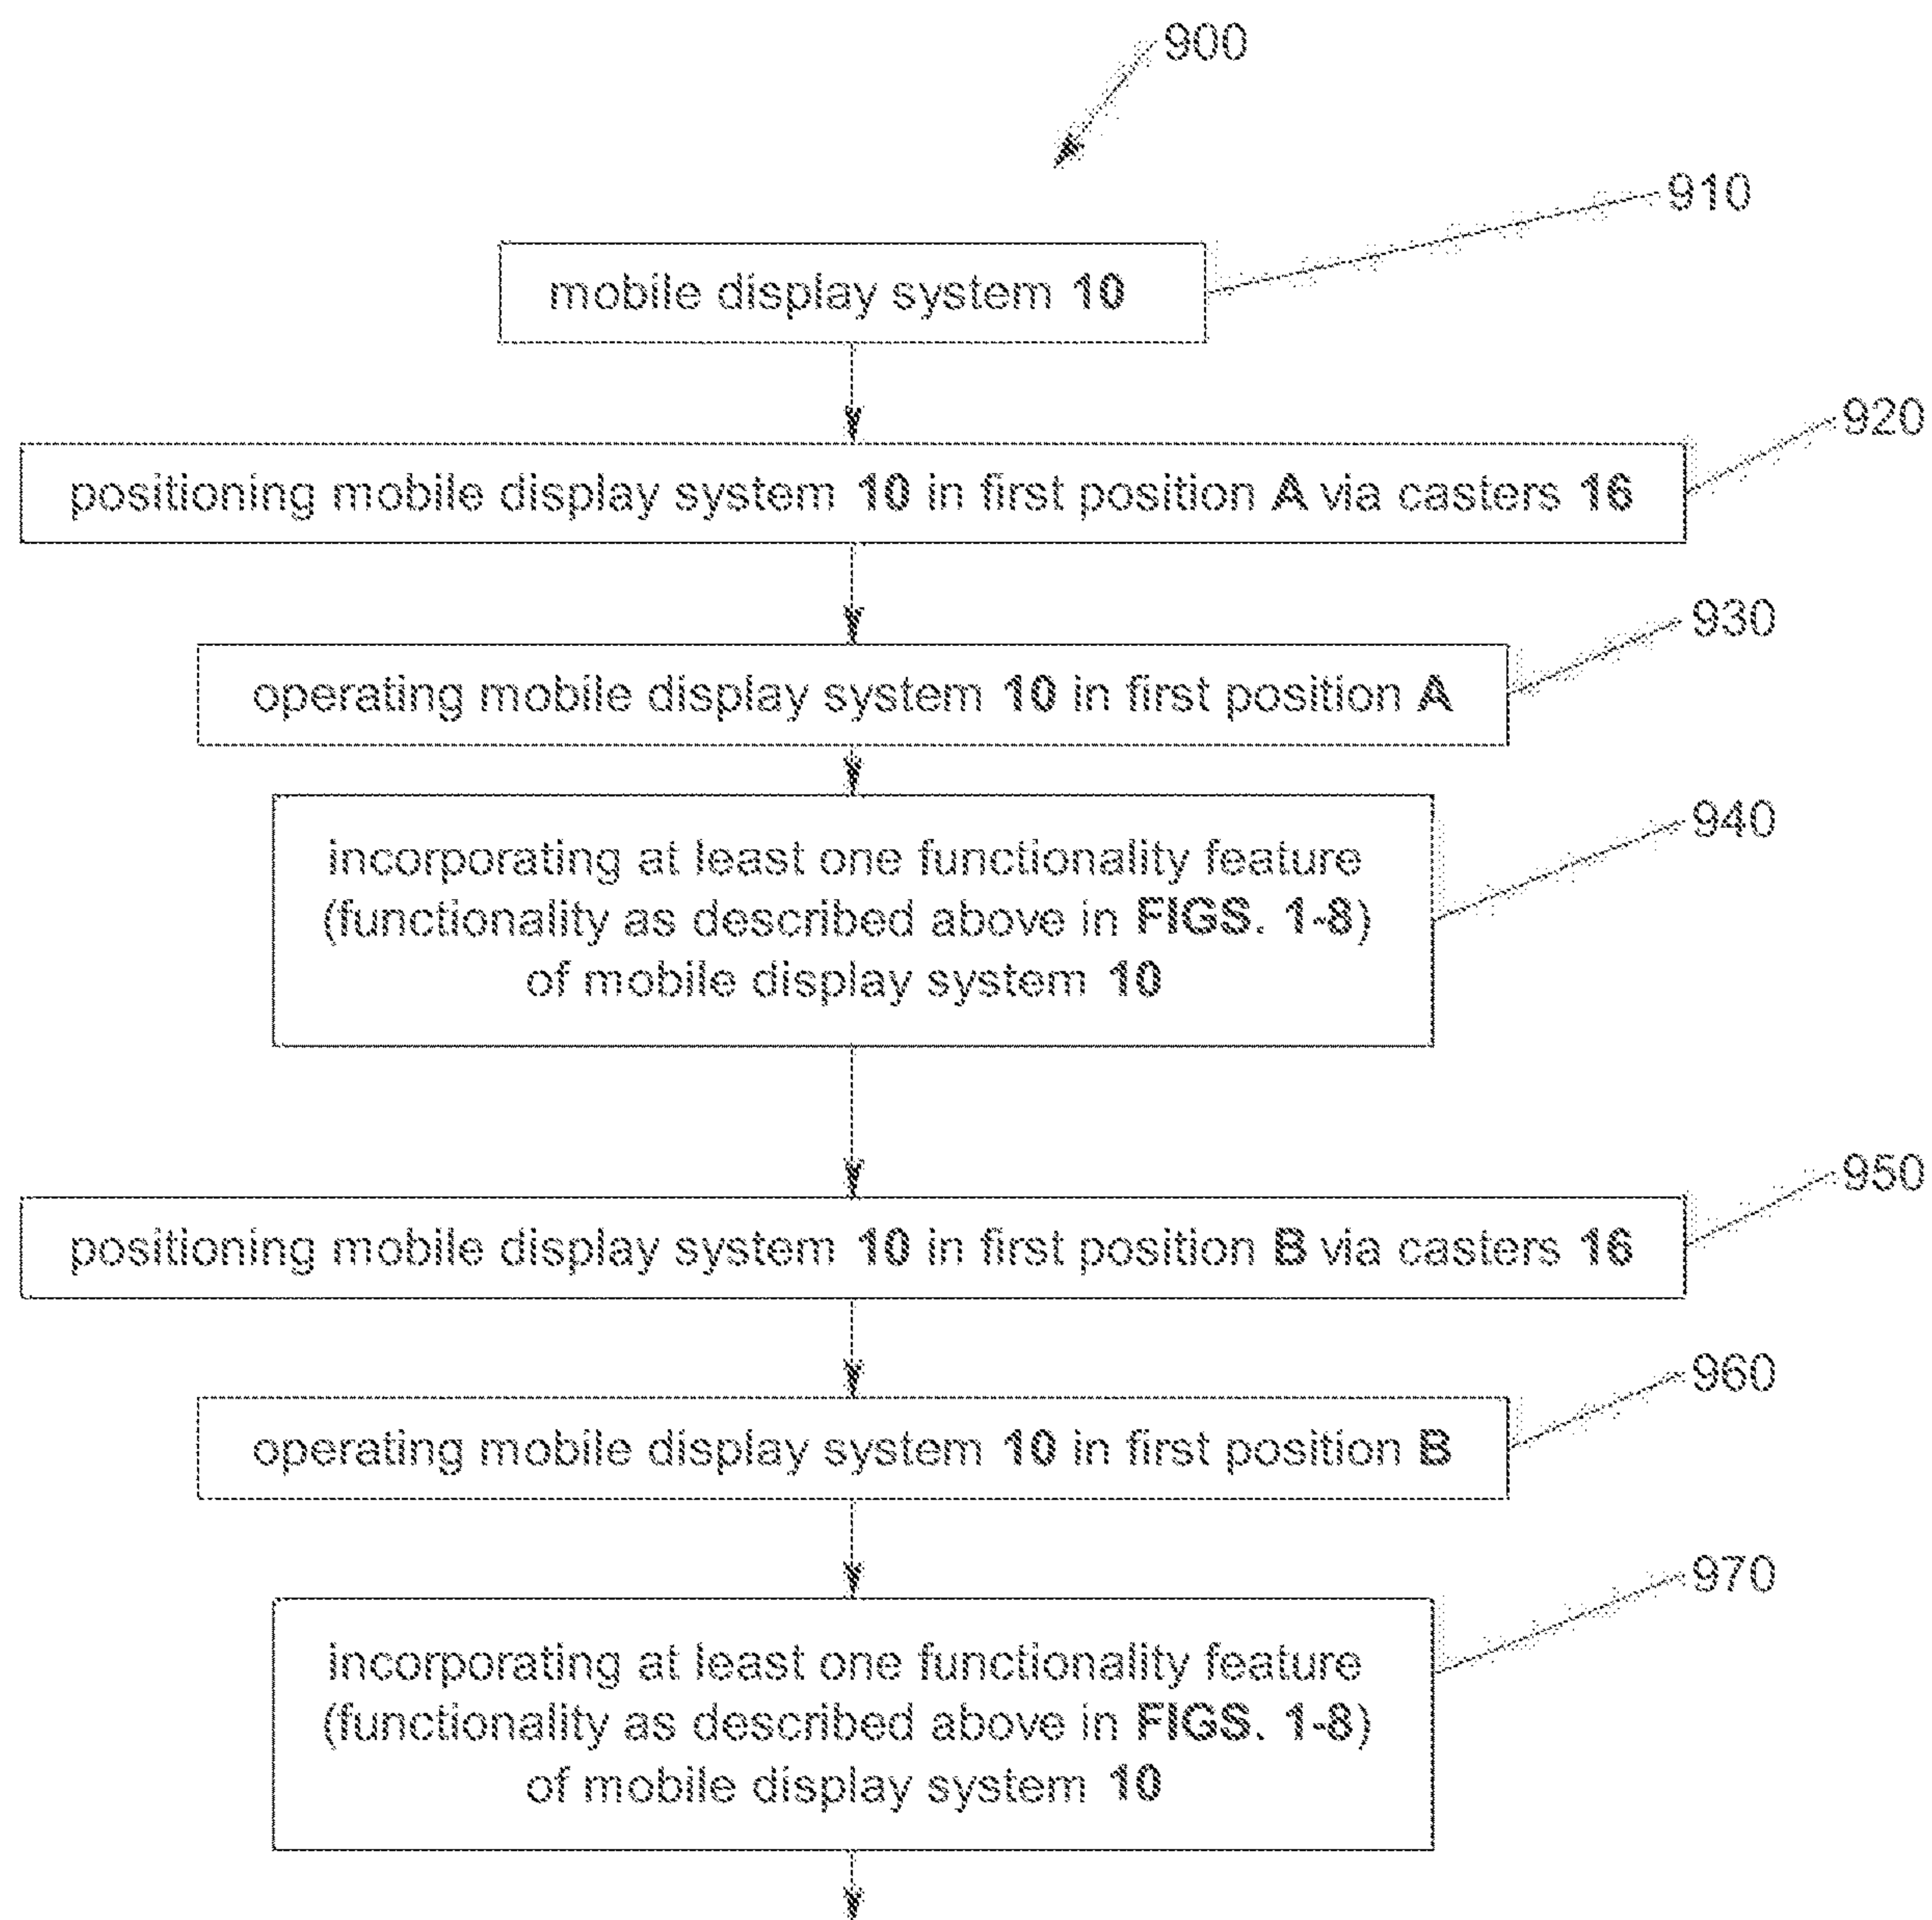 900
910
mobile display system 10
920
positioning mobile display system 10 in first position A via casters 16
930
operating mobile display system 10 in first position A
940
incorporating at least one functionality feature
(functionality as described above in FIGS. 1-8)
of mobile display system 10
950
positioning mobile display system 10 in first position B via casters 16
960
operating mobile display system 10 in first position B
970
incorporating at least one functionality feature
(functionality as described above in FIGS. 1-8)
of mobile display system 10